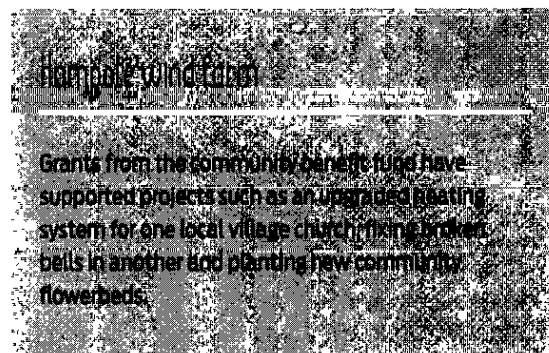 Hampole wind farm
Grants from the community benefit fund have
supported projects such as an upgraded heating
system for one local village church, fixing broken
bells in another and planting new community
flowerbeds.